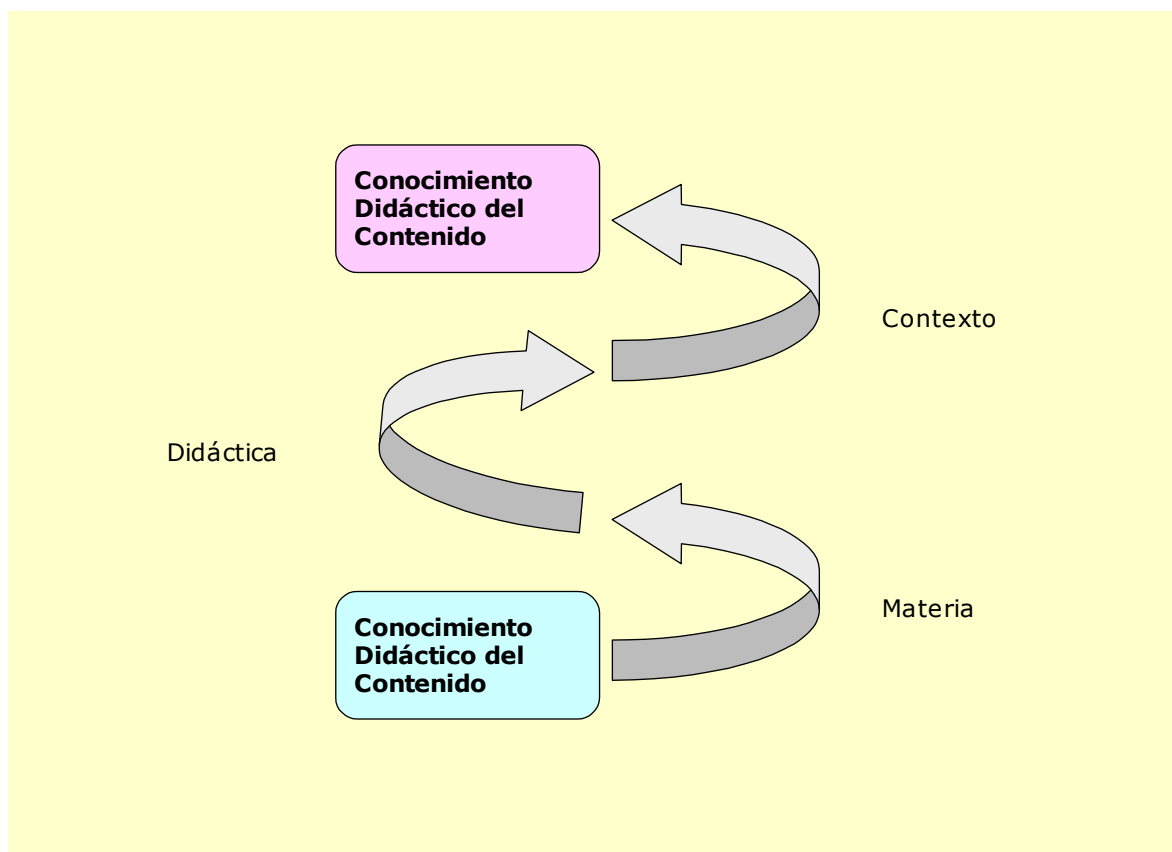 Conocimiento
Didáctico del
Contenido
Contexto
Didáctica
Conocimiento
Didáctico del
Contenido
Materia